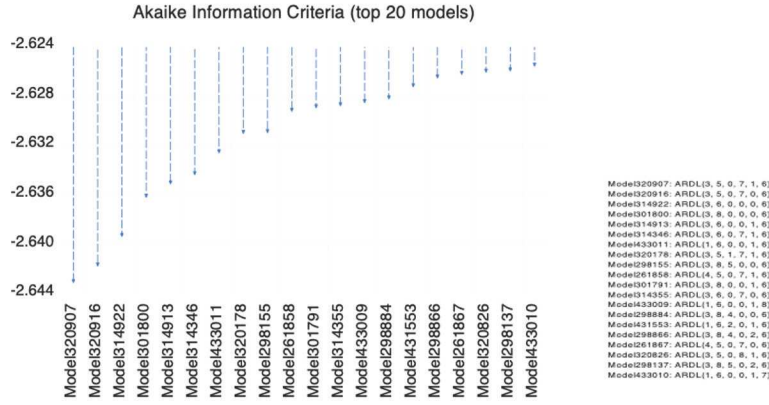 Akaike Information Criteria (top 20 models)
-2.624
-2.628
-2.632
-2.636
-2.640
-2.644
Model320907
Model320916
Model314922
Model301800
Model314913
Model314346
Model433011
Model320178
Model298155
Model261858
Model301791
Model314355
Model433009
Model298884
Model431553
Model298866
Model261867
Model320826
Model298137
Model433010
Model320907: ARDL(3, 5, 0, 7, 1, 6)
Model320916: ARDL(3, 5, 0, 7, 0, 6)
Model314922: ARDL(3, 6, 0, 0, 0, 6)
Model301800: ARDL(3, 8, 0, 0, 0, 6)
Model314913: ARDL(3, 6, 0, 0, 1, 6)
Model314346: ARDL(3, 6, 0, 7, 1, 6)
Model433011: ARDL(1, 6, 0, 0, 1, 6)
Model320178: ARDL(3, 5, 1, 7, 1, 6)
Model298155: ARDL(3, 8, 5, 0, 0, 6)
Model261858: ARDL(4, 5, 0, 7, 1, 6)
Model301791: ARDL(3, 8, 0, 0, 1, 6)
Model314355: ARDL(3, 6, 0, 7, 0, 6)
Model433009: ARDL(1, 6, 0, 0, 1, 8)
Model298884: ARDL(3, 8, 4, 0, 0, 6)
Model431553: ARDL(1, 6, 2, 0, 1, 6)
Model298866: ARDL(3, 8, 4, 0, 2, 6)
Model261867: ARDL(4, 5, 0, 7, 0, 6)
Model320826: ARDL(3, 5, 0, 8, 1, 6)
Model298137: ARDL(3, 8, 5, 0, 2, 6)
Model433010: ARDL(1, 6, 0, 0, 1, 7)